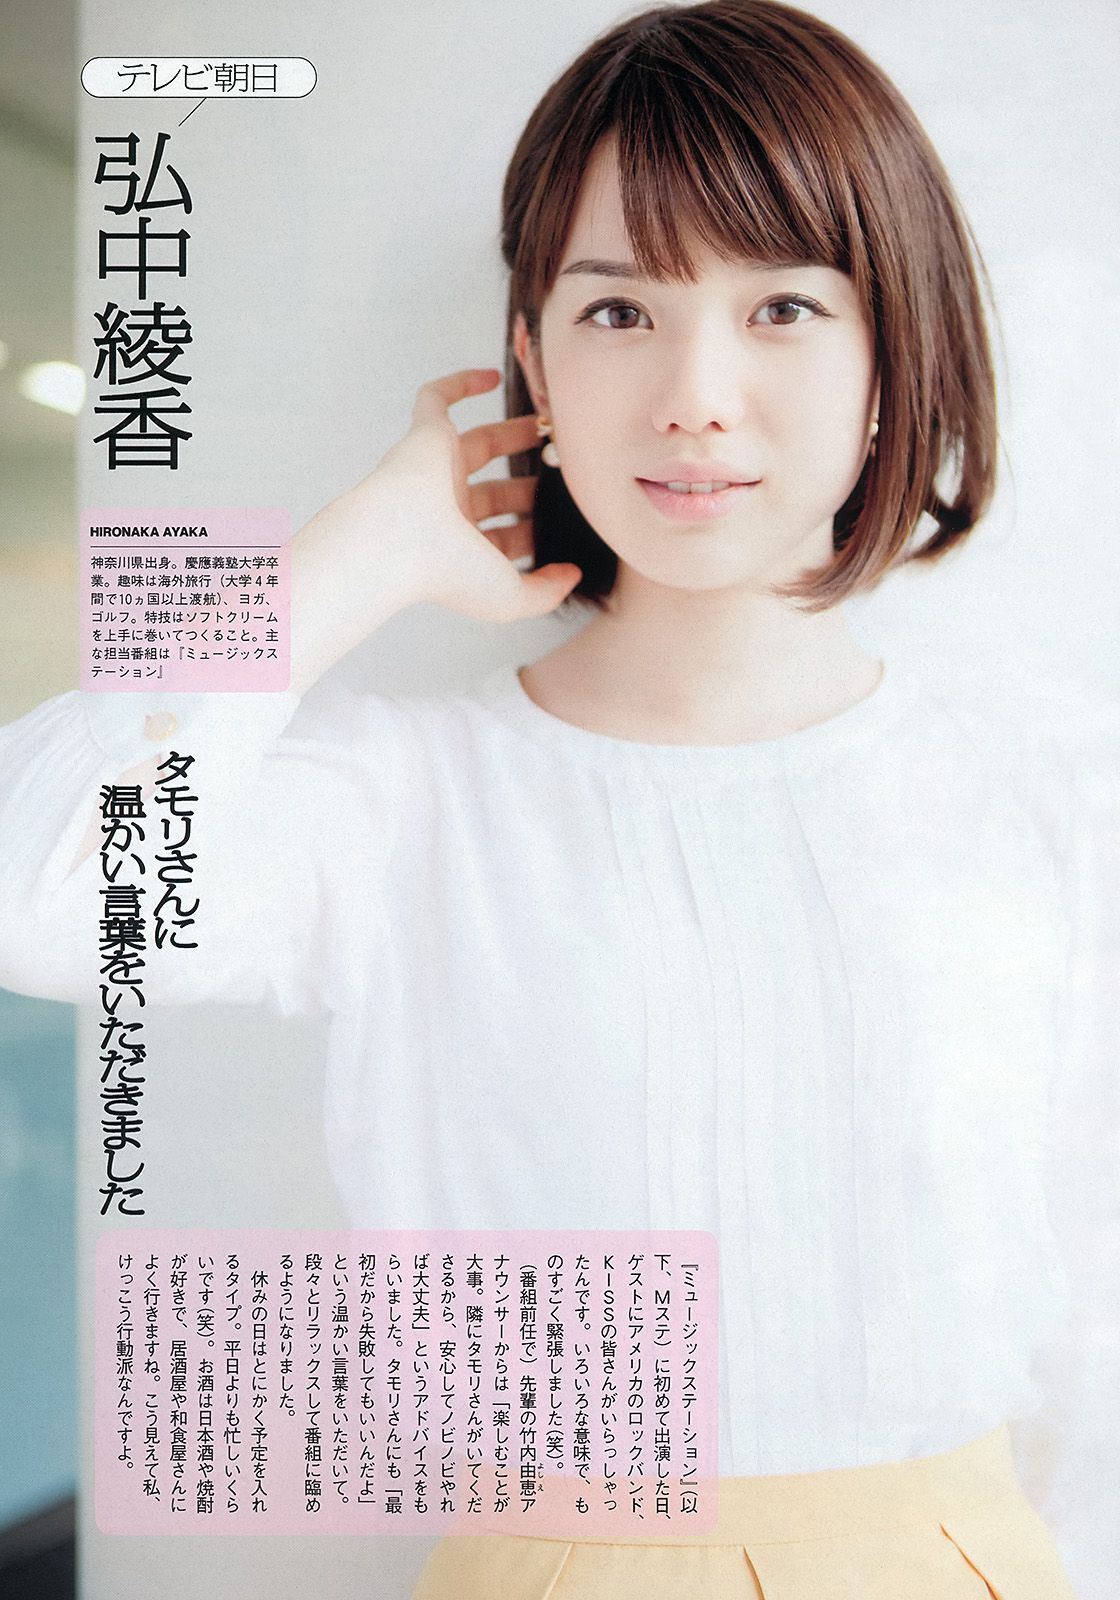 テレビ朝日
弘中綾香
HIRONAKA AYAKA
神奈川県出身。慶應義塾大学卒
業。趣味は海外旅行（大学４年
間で10ヵ国以上渡航）、ヨガ、
ゴルフ。特技はソフトクリーム
を上手に巻いてつくること。主
な担当番組は『ミュージックス
テーション』
タモリさんに
温かい言葉をいただきました
『ミュージックステーション』（以
下、Ｍステ）に初めて出演した日、
ゲストにアメリカのロックバンド、
ＫＩＳＳの皆さんがいらっしゃっ
たんです。いろいろな意味で、も
のすごく緊張しました（笑）。
（番組前任で）先輩の竹内由恵ア
よしえ
ナウンサーからは「楽しむことが
大事。隣にタモリさんがいてくだ
さるから、安心してノビノビやれ
ば大丈夫」というアドバイスをも
らいました。タモリさんにも「最
初だから失敗してもいいんだよ」
という温かい言葉をいただいて。
段々とリラックスして番組に臨め
るようになりました。
　休みの日はとにかく予定を入れ
るタイプ。平日よりも忙しいくら
いです（笑）。お酒は日本酒や焼酎
が好きで、居酒屋や和食屋さんに
よく行きますね。こう見えて私、
けっこう行動派なんですよ。